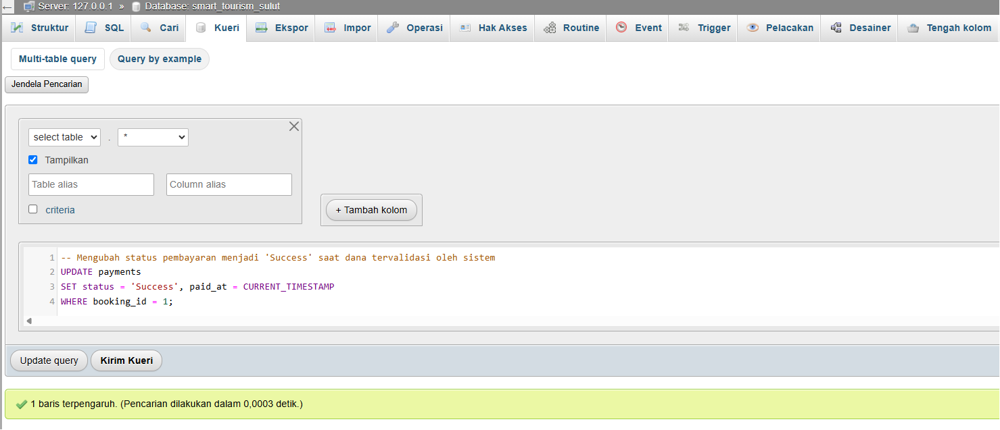 Server: 127.0.0.1 » Database: smart_tourism_sulut
Struktur SQL Cari Kueri Ekspor Impor Operasi Hak Akses Routine Event Trigger Pelacakan Desainer Tengah kolom
Multi-table query Query by example
Jendela Pencarian
select table . *
Tampilkan
Table alias Column alias
criteria
+ Tambah kolom
1 -- Mengubah status pembayaran menjadi 'Success' saat dana tervalidasi oleh sistem
2 UPDATE payments
3 SET status = 'Success', paid_at = CURRENT_TIMESTAMP
4 WHERE booking_id = 1;
Update query Kirim Kueri
1 baris terpengaruh. (Pencarian dilakukan dalam 0,0003 detik.)